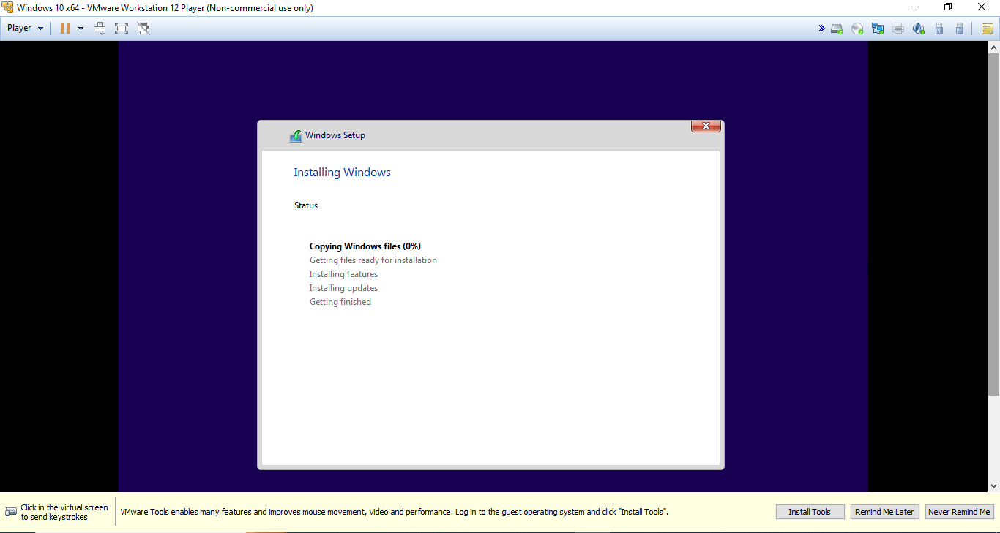 Windows 10 x64 - VMware Workstation 12 Player (Non-commercial use only)
Player
Windows Setup
Installing Windows
Status
Copying Windows files (0%)
Getting files ready for installation
Installing features
Installing updates
Getting finished
Click in the virtual screen
to send keystrokes
VMware Tools enables many features and improves mouse movement, video and performance. Log in to the guest operating system and click "Install Tools".
Install Tools
Remind Me Later
Never Remind Me